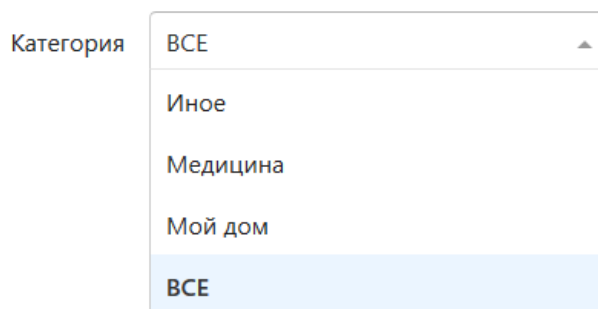 Категория ВСЕ
Иное
Медицина
Мой дом
ВСЕ